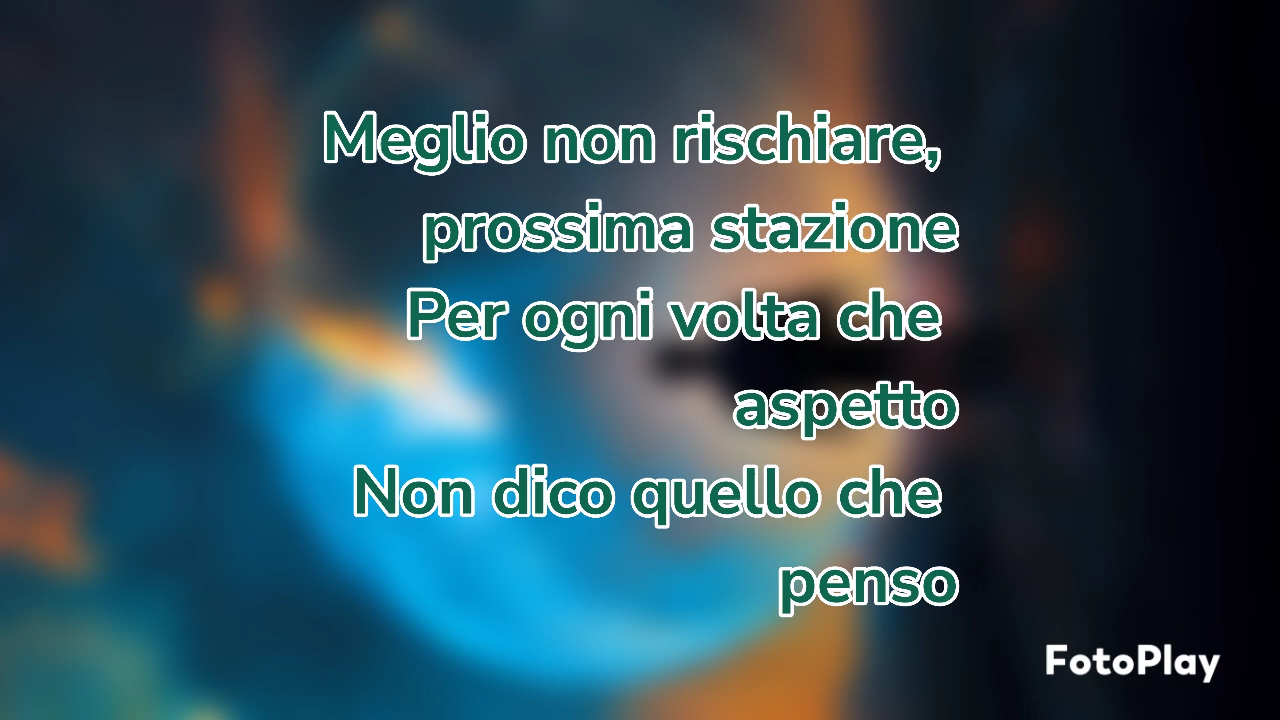 Meglio non rischiare,
prossima stazione
Per ogni volta che
aspetto
Non dico quello che
penso
FotoPlay